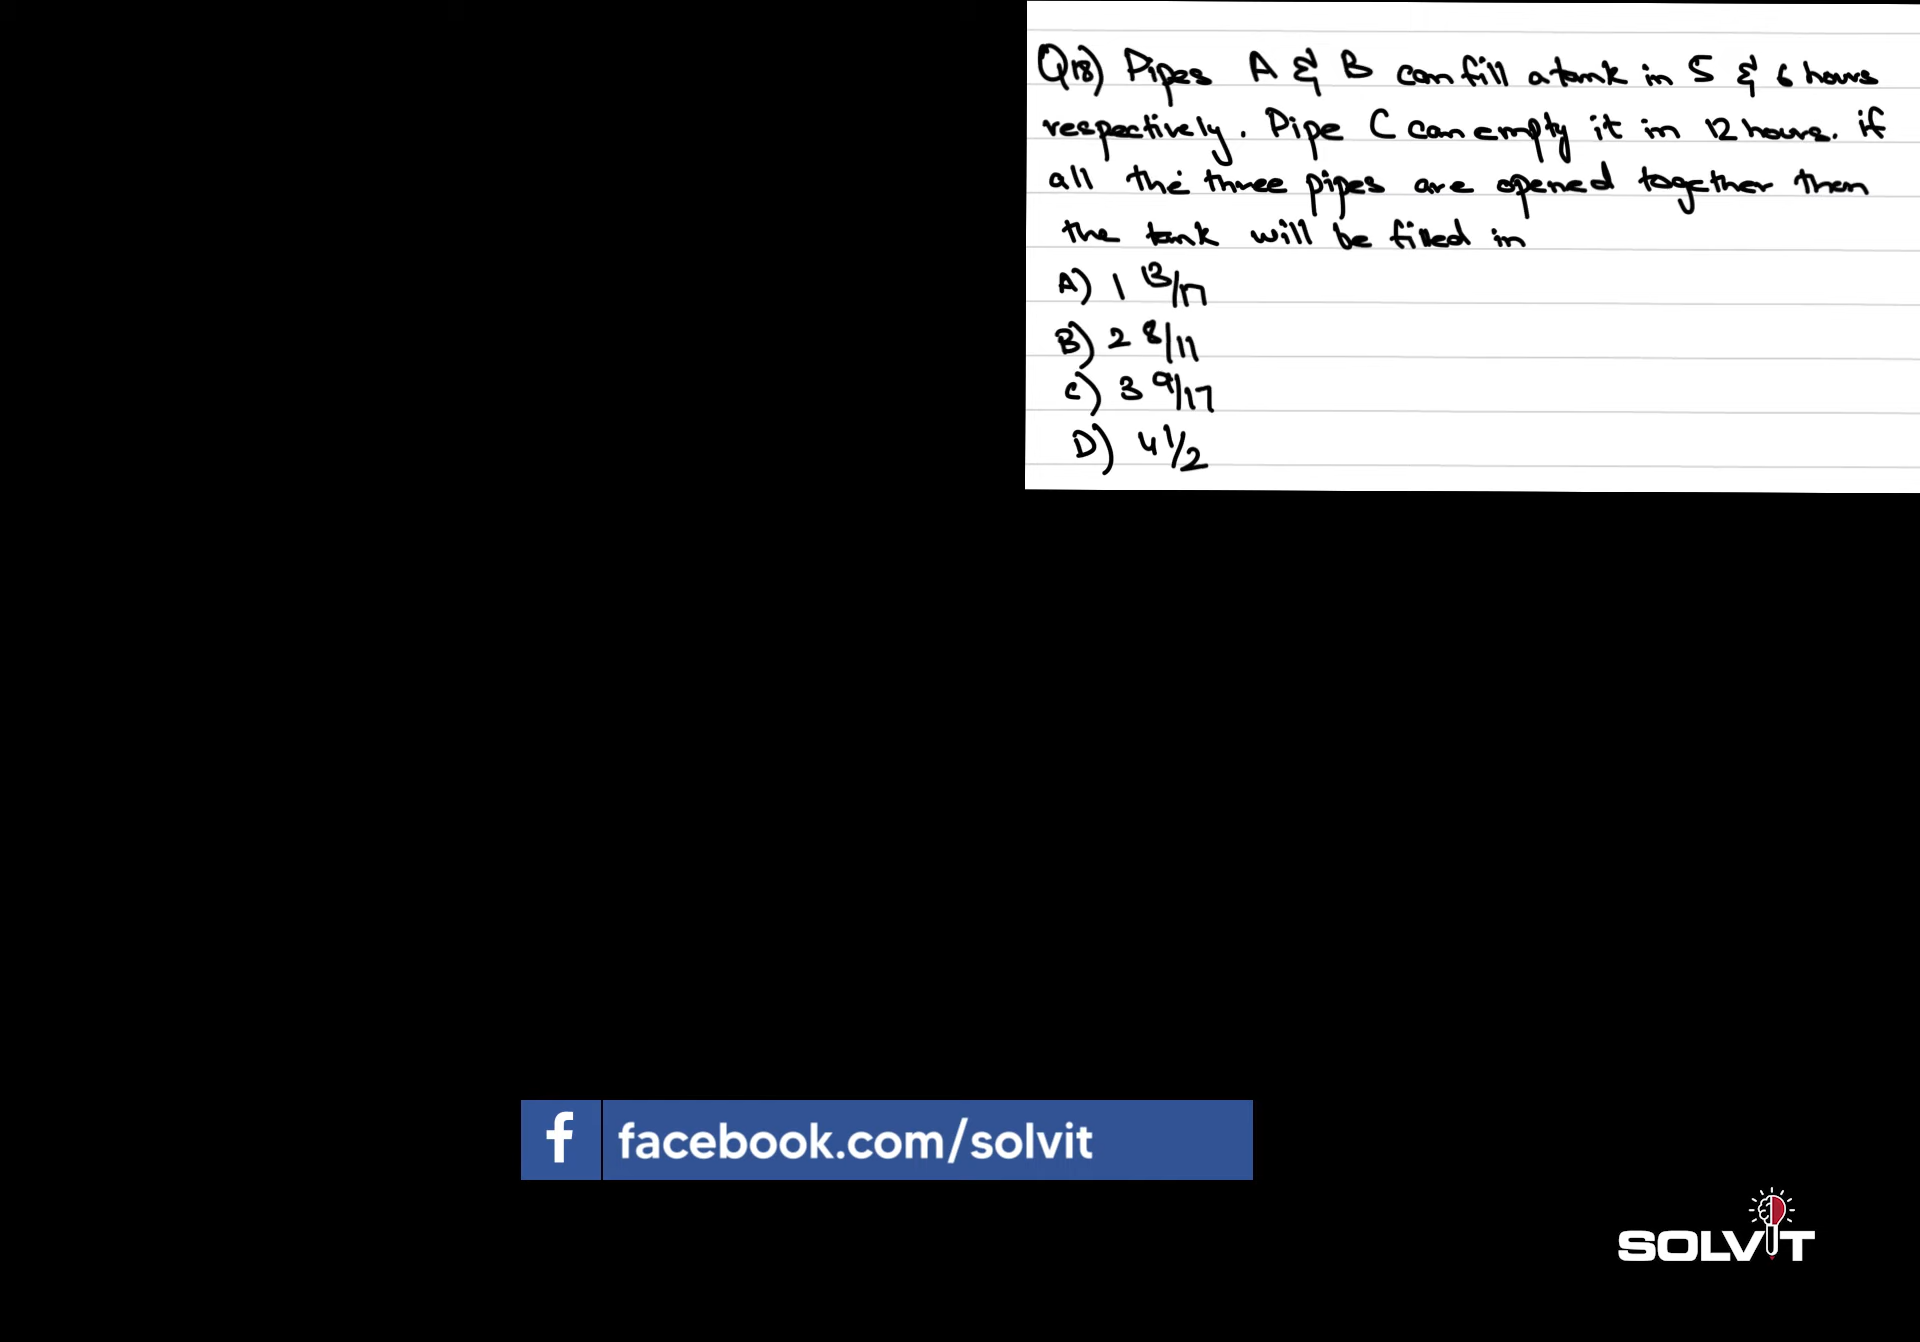 Q18) Pipes A & B can fill a tank in 5 & 6 hours
respectively. Pipe C can empty it in 12 hours. if
all the three pipes are opened together then
the tank will be filled in
A) 1 13/17
B) 2 8/11
C) 3 9/17
D) 4 1/2
f facebook.com/solvit
SOLVIT